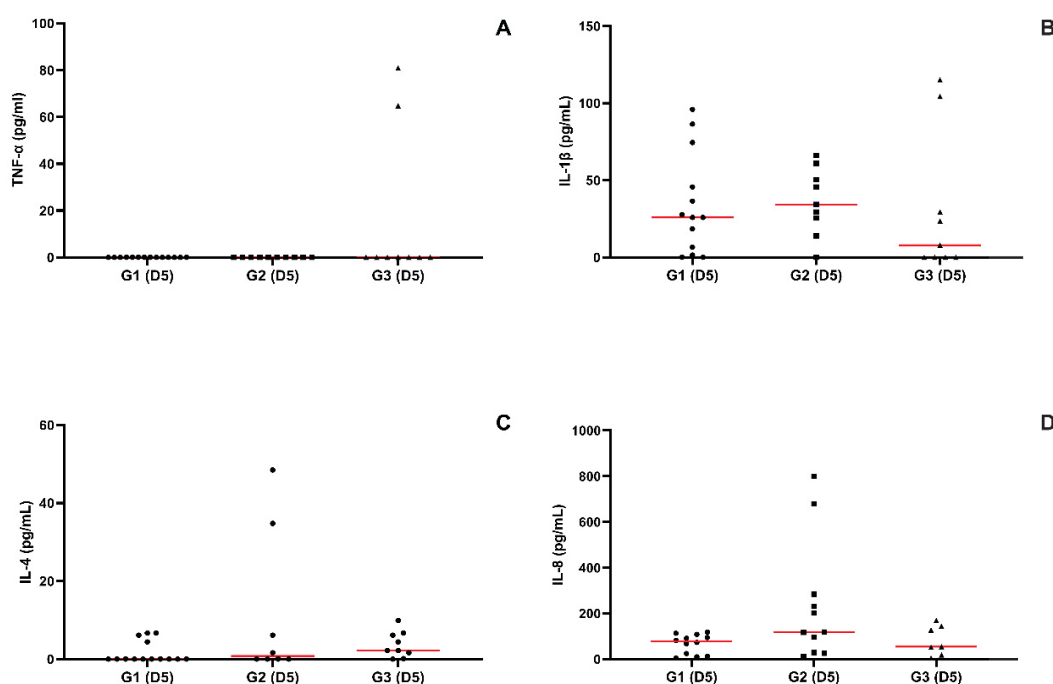 A
TNF-α (pg/ml)
100
80
60
40
20
0
G1 (D5) G2 (D5) G3 (D5)
B
IL-1β (pg/mL)
150
100
50
0
G1 (D5) G2 (D5) G3 (D5)
C
IL-4 (pg/mL)
60
40
20
0
G1 (D5) G2 (D5) G3 (D5)
D
IL-8 (pg/mL)
1000
800
600
400
200
0
G1 (D5) G2 (D5) G3 (D5)